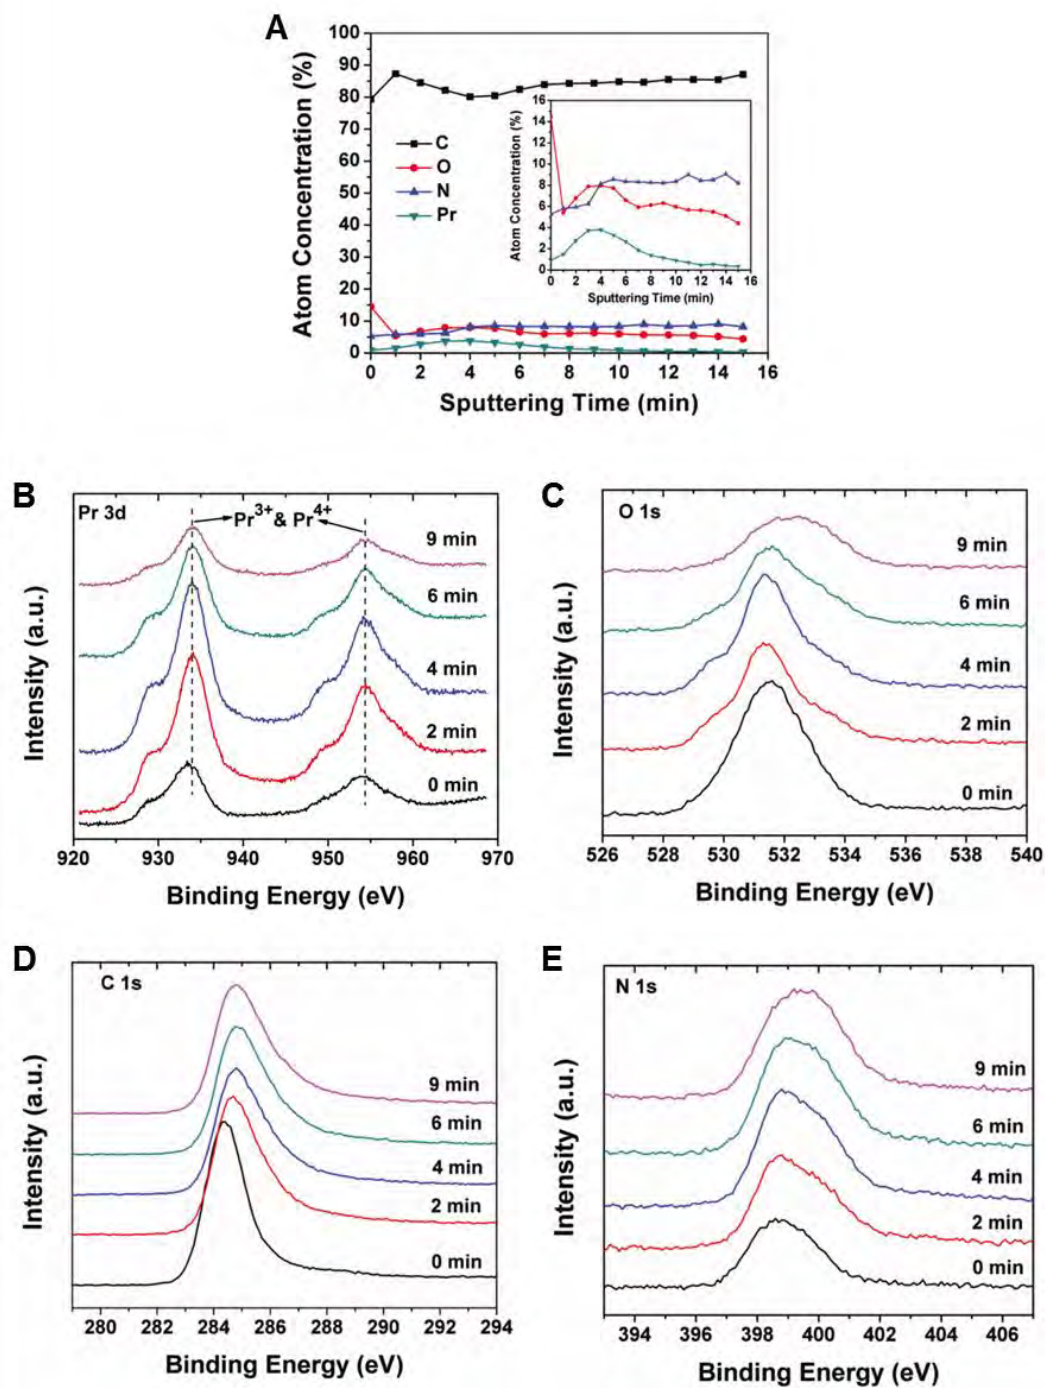 A
Atom Concentration (%)
100
90
80
70
60
50
40
30
20
10
0
C
O
N
Pr
Atom Concentration (%)
16
14
12
10
8
6
4
2
0
0 2 4 6 8 10 12 14 16
Sputtering Time (min)
0 2 4 6 8 10 12 14 16
Sputtering Time (min)
B
Pr 3d
Pr3+ & Pr4+
9 min
6 min
4 min
2 min
0 min
Intensity (a.u.)
920 930 940 950 960 970
Binding Energy (eV)
C
O 1s
9 min
6 min
4 min
2 min
0 min
Intensity (a.u.)
526 528 530 532 534 536 538 540
Binding Energy (eV)
D
C 1s
9 min
6 min
4 min
2 min
0 min
Intensity (a.u.)
280 282 284 286 288 290 292 294
Binding Energy (eV)
E
N 1s
9 min
6 min
4 min
2 min
0 min
Intensity (a.u.)
394 396 398 400 402 404 406
Binding Energy (eV)